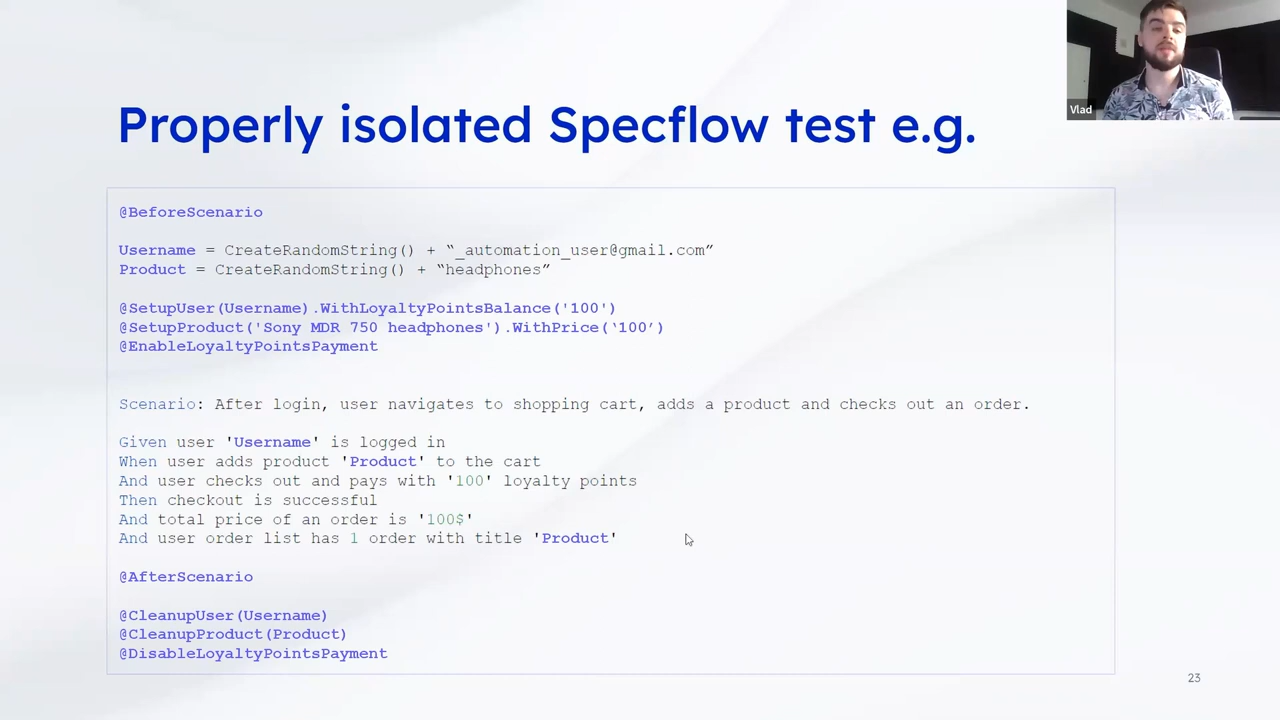 Vlad
Properly isolated Specflow test e.g.
@BeforeScenario
Username = CreateRandomString() + “_automation_user@gmail.com”
Product = CreateRandomString() + “headphones”
@SetupUser(Username).WithLoyaltyPointsBalance('100')
@SetupProduct('Sony MDR 750 headphones').WithPrice(‘100’)
@EnableLoyaltyPointsPayment
Scenario: After login, user navigates to shopping cart, adds a product and checks out an order.
Given user 'Username' is logged in
When user adds product 'Product' to the cart
And user checks out and pays with '100' loyalty points
Then checkout is successful
And total price of an order is '100$'
And user order list has 1 order with title 'Product'
@AfterScenario
@CleanupUser(Username)
@CleanupProduct(Product)
@DisableLoyaltyPointsPayment
23